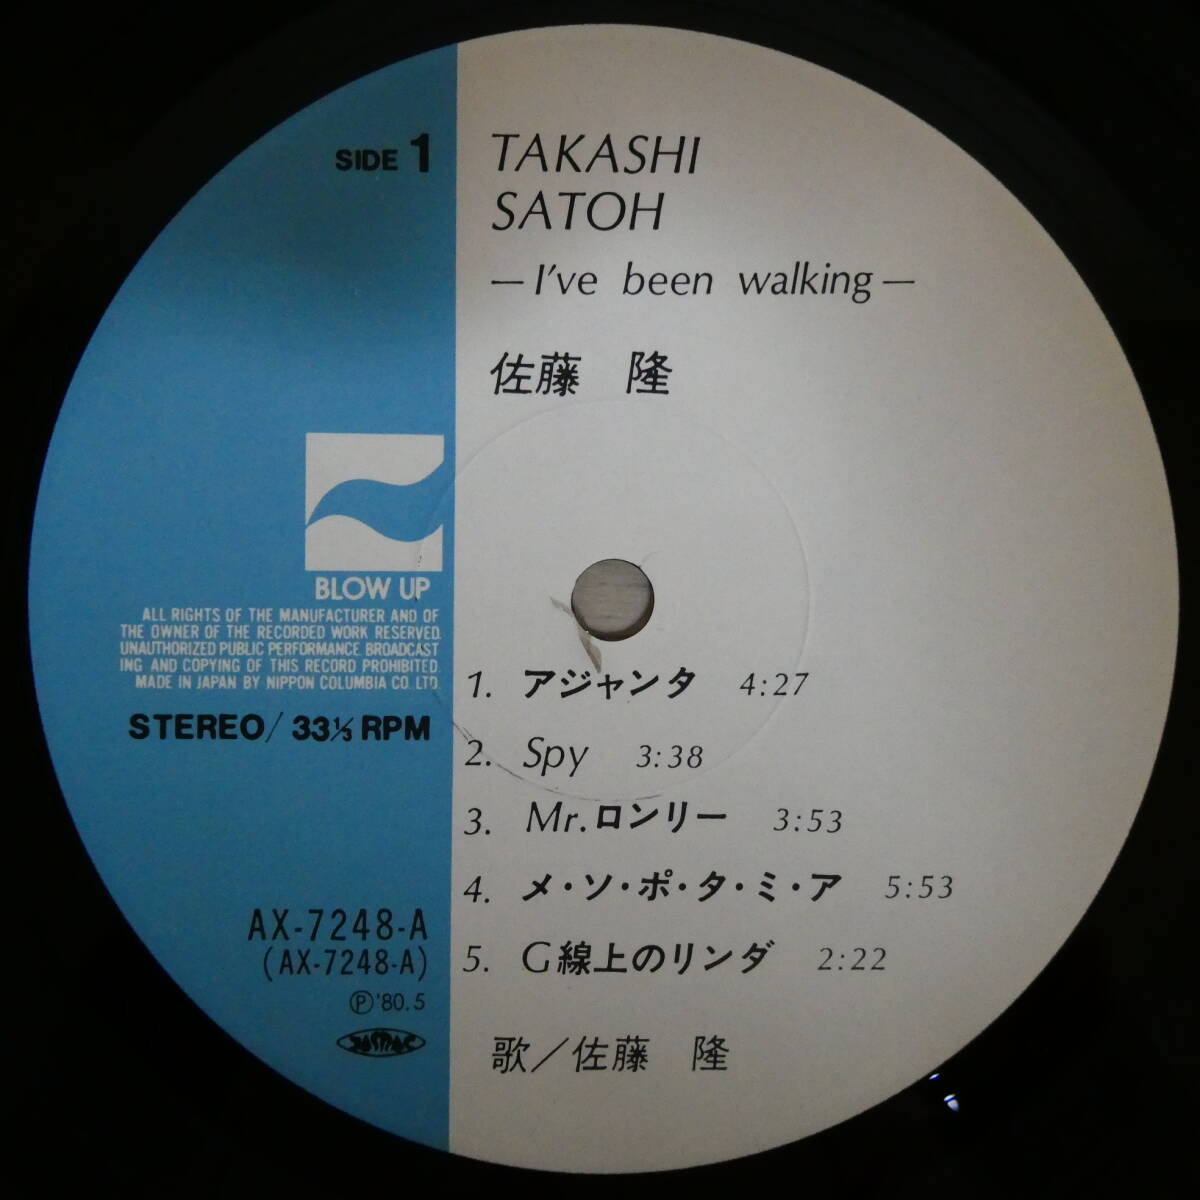 SIDE 1
TAKASHI
SATOH
—I've been walking—
佐藤 隆
BLOW UP
ALL RIGHTS OF THE MANUFACTURER AND OF
THE OWNER OF THE RECORDED WORK RESERVED.
UNAUTHORIZED PUBLIC PERFORMANCE BROADCAST
ING AND COPYING OF THIS RECORD PROHIBITED.
MADE IN JAPAN BY NIPPON COLUMBIA CO. LTD.
STEREO/ 33⅓ RPM
1. アジャンタ 4:27
2. Spy 3:38
3. Mr.ロンリー 3:53
4. メ・ソ・ポ・タ・ミ・ア 5:53
5. G線上のリンダ 2:22
AX-7248-A
(AX-7248-A)
Ⓟ'80.5
JASRAC
歌/佐藤 隆